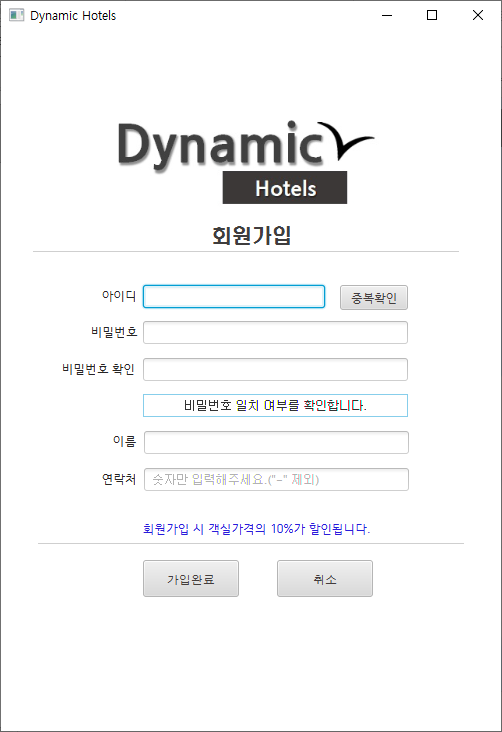 Dynamic Hotels
Dynamic
Hotels
회원가입
아이디
중복확인
비밀번호
비밀번호 확인
비밀번호 일치 여부를 확인합니다.
이름
연락처 숫자만 입력해주세요.("-" 제외)
회원가입 시 객실가격의 10%가 할인됩니다.
가입완료 취소